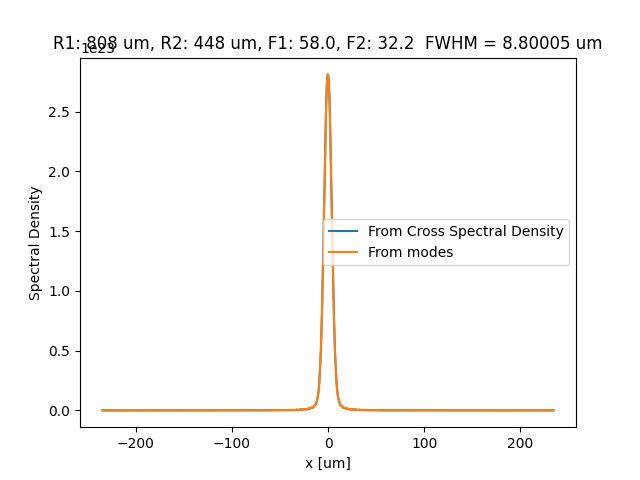 R1: 808 um, R2: 448 um, F1: 58.0, F2: 32.2  FWHM = 8.80005 um
1e23
2.5
2.0
1.5
1.0
0.5
0.0
Spectral Density
From Cross Spectral Density
From modes
−200
−100
0
100
200
x [um]